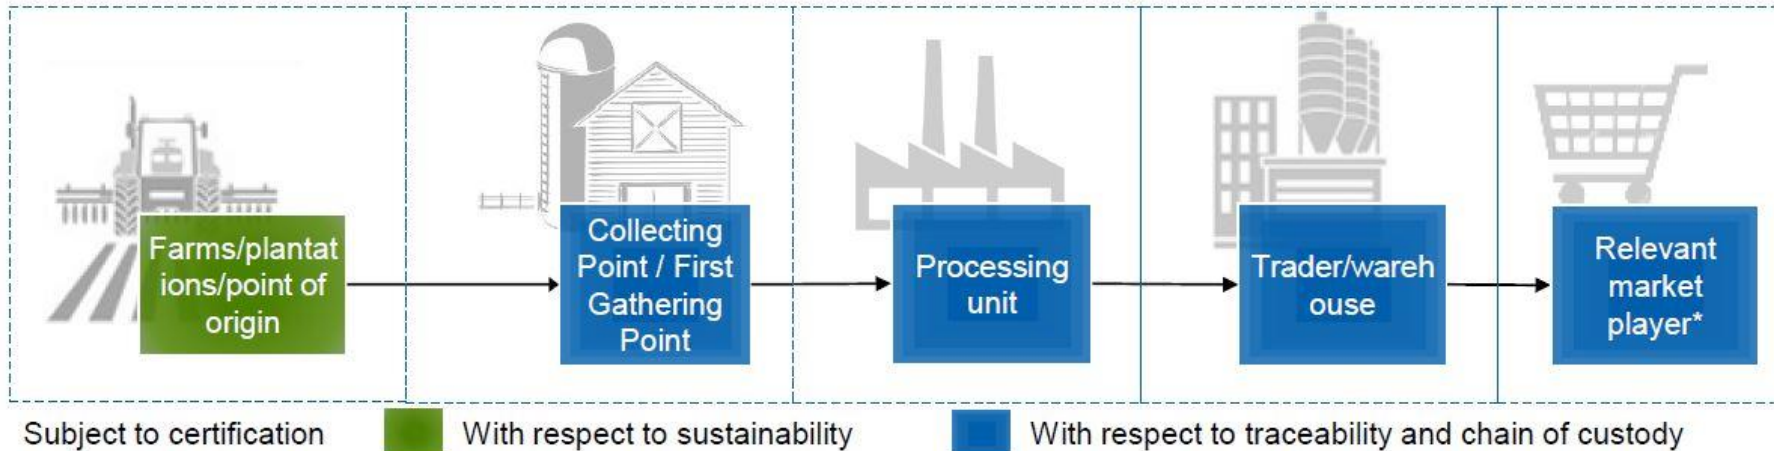 Farms/plantat
ions/point of
origin
Collecting
Point / First
Gathering
Point
Processing
unit
Trader/wareh
ouse
Relevant
market
player*
Subject to certification
With respect to sustainability
With respect to traceability and chain of custody